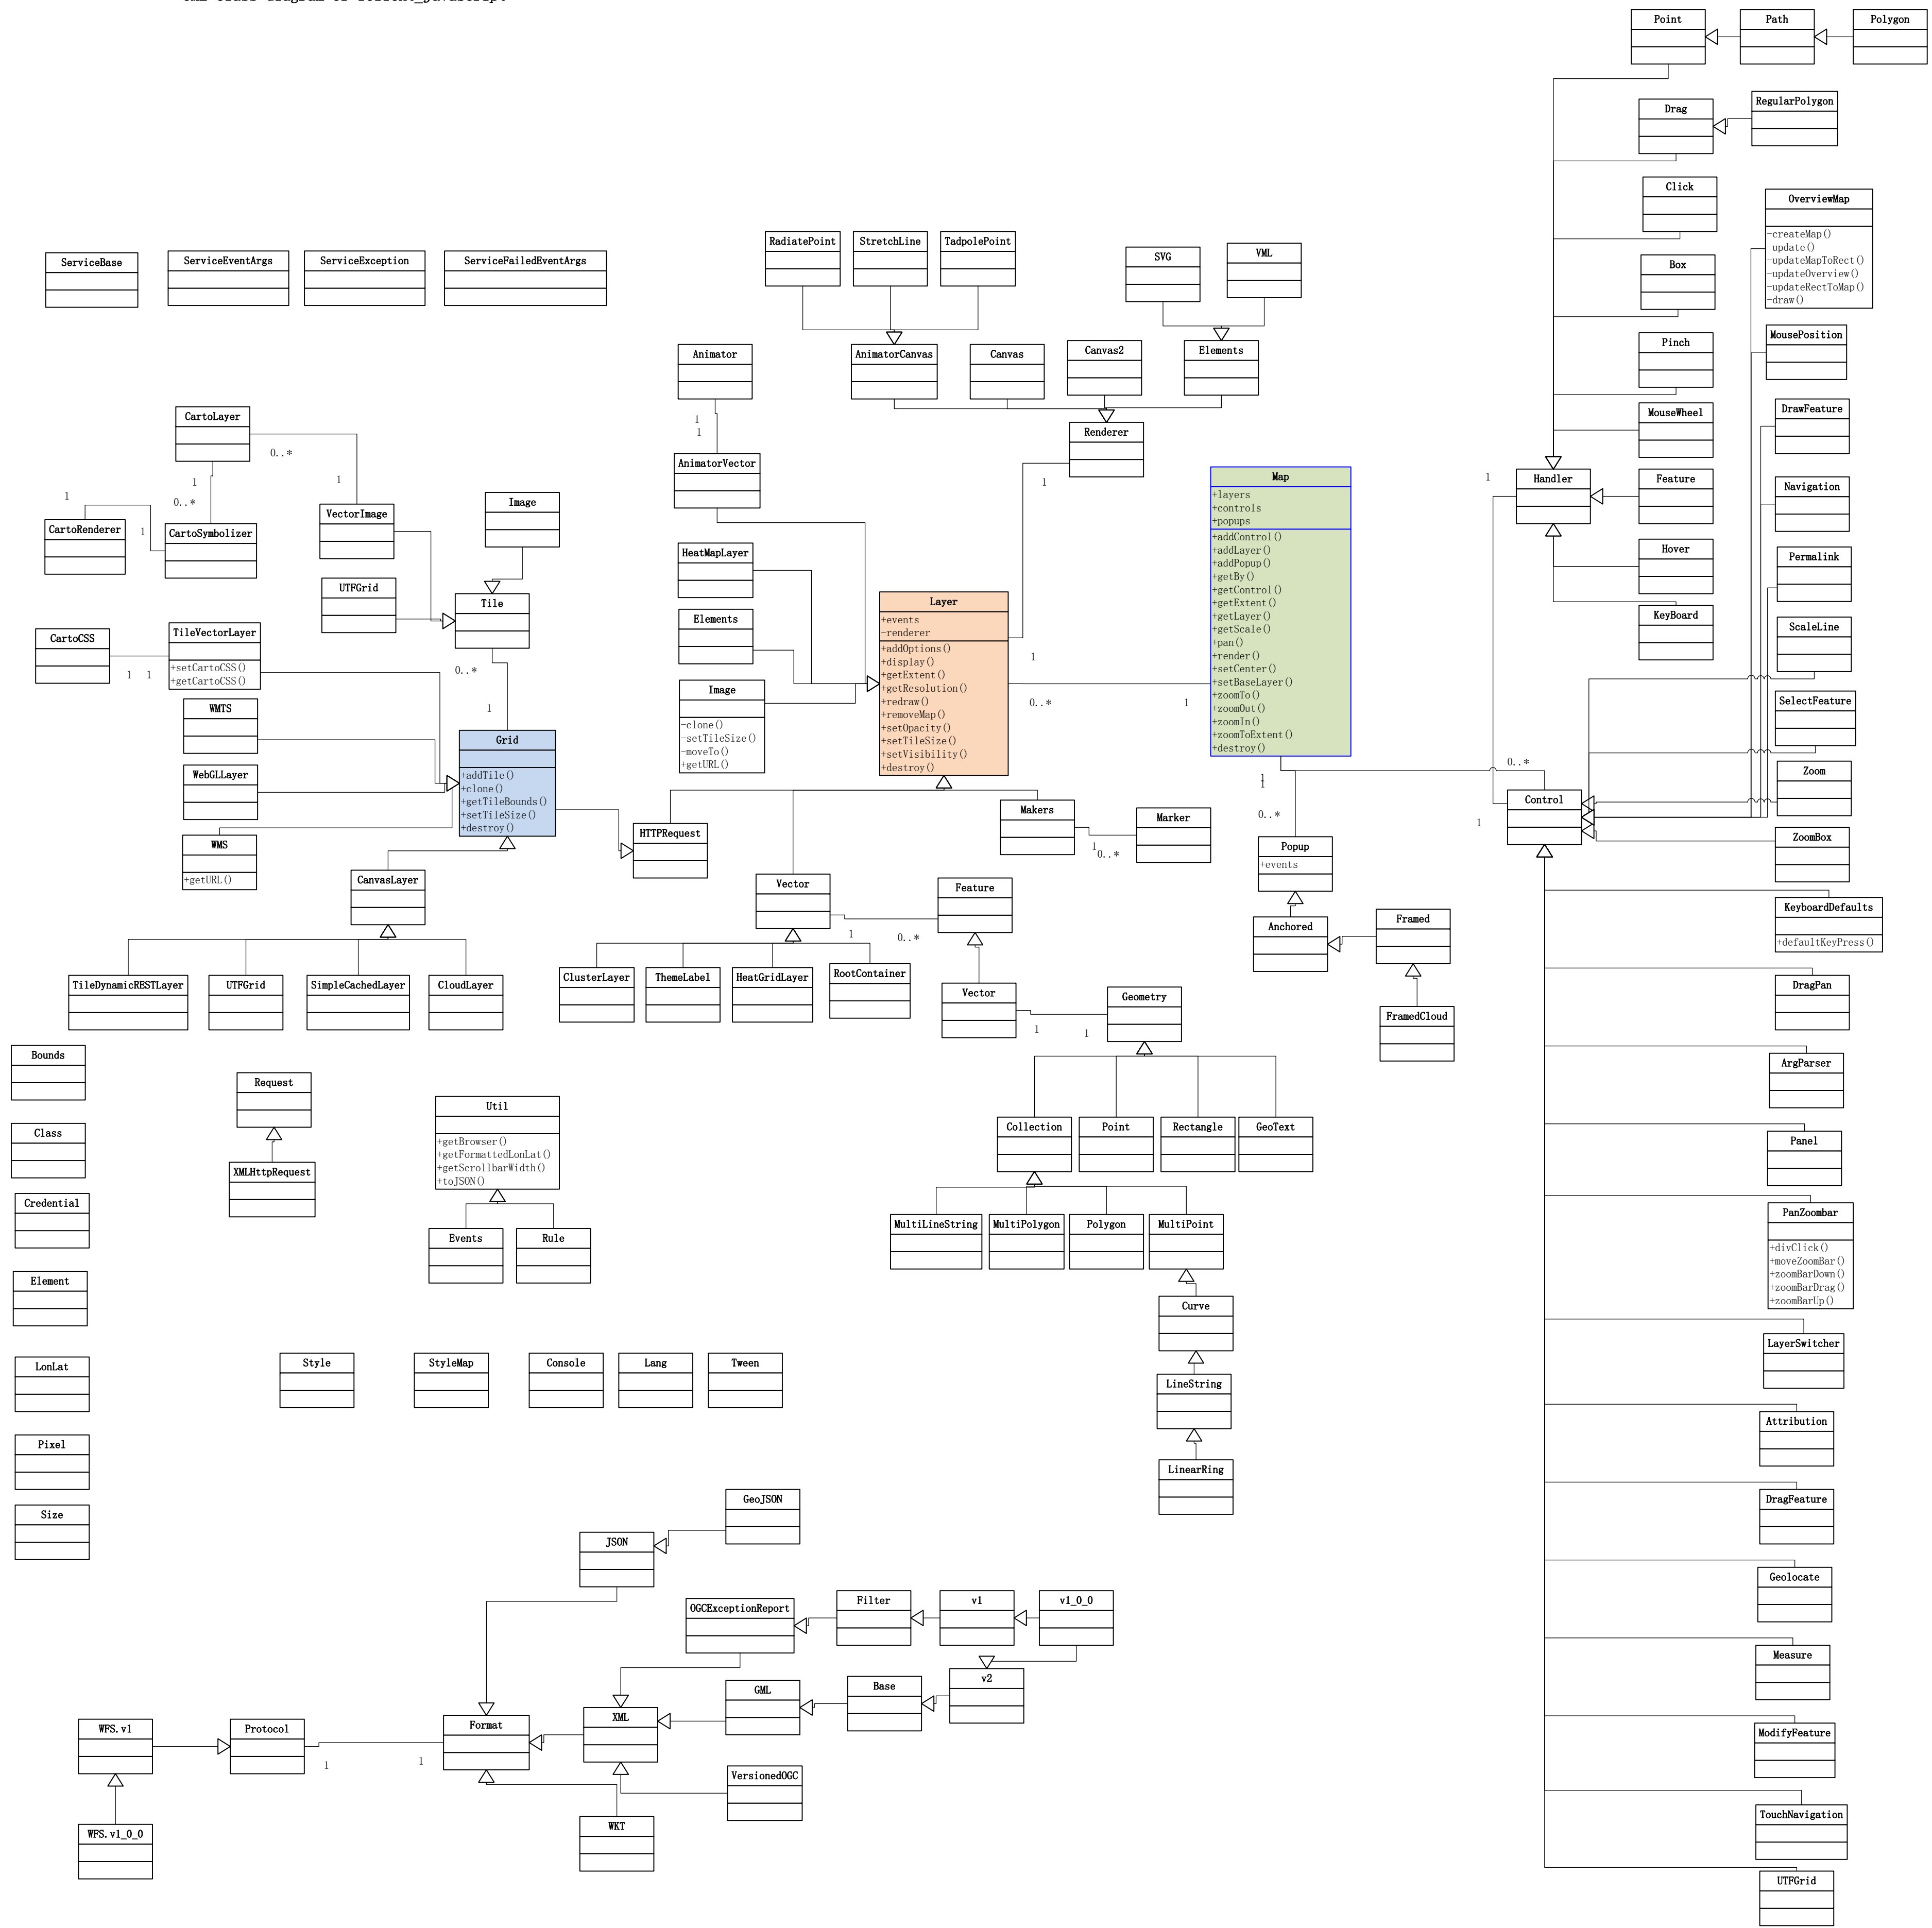 Point
Path
Polygon
Drag
RegularPolygon
Click
OverviewMap
-createMap()
-update()
-updateMapToRect()
-updateOverview()
-updateRectToMap()
-draw()
Box
MousePosition
Pinch
DrawFeature
MouseWheel
Handler
1
Feature
Navigation
Hover
Permalink
KeyBoard
ScaleLine
SelectFeature
Zoom
ZoomBox
ServiceBase
ServiceEventArgs
ServiceException
ServiceFailedEventArgs
RadiatePoint
StretchLine
TadpolePoint
SVG
VML
Animator
AnimatorCanvas
Canvas
Canvas2
Elements
1
1
AnimatorVector
Renderer
1
CartoLayer
0..*
1
1
0..*
1
1
CartoRenderer
CartoSymbolizer
VectorImage
Image
UTFGrid
Tile
0..*
1
HeatMapLayer
Elements
Image
-clone()
-setTileSize()
-moveTo()
+getURL()
CartoCSS
1
1
TileVectorLayer
+setCartoCSS()
+getCartoCSS()
WMTS
WebGLLayer
WMS
+getURL()
Grid
+addTile()
+clone()
+getTileBounds()
+setTileSize()
+destroy()
Layer
+events
-renderer
+addOptions()
+display()
+getExtent()
+getResolution()
+redraw()
+removeMap()
+setOpacity()
+setTileSize()
+setVisibility()
+destroy()
1
0..*
1
Map
+layers
+controls
+popups
+addControl()
+addLayer()
+addPopup()
+getBy()
+getControl()
+getExtent()
+getLayer()
+getScale()
+pan()
+render()
+setCenter()
+setBaseLayer()
+zoomTo()
+zoomOut()
+zoomIn()
+zoomToExtent()
+destroy()
1
1
0..*
0..*
1
Control
HTTPRequest
Makers
1
0..*
Marker
Popup
+events
CanvasLayer
Vector
1
0..*
Feature
Anchored
Framed
FramedCloud
TileDynamicRESTLayer
UTFGrid
SimpleCachedLayer
CloudLayer
ClusterLayer
ThemeLabel
HeatGridLayer
RootContainer
Vector
1
1
Geometry
KeyboardDefaults
+defaultKeyPress()
DragPan
ArgParser
Panel
PanZoombar
+divClick()
+moveZoomBar()
+zoomBarDown()
+zoomBarDrag()
+zoomBarUp()
LayerSwitcher
Attribution
DragFeature
Geolocate
Measure
ModifyFeature
TouchNavigation
UTFGrid
Bounds
Class
Credential
Element
LonLat
Pixel
Size
Request
XMLHttpRequest
Util
+getBrowser()
+getFormattedLonLat()
+getScrollbarWidth()
+toJSON()
Events
Rule
Collection
Point
Rectangle
GeoText
MultiLineString
MultiPolygon
Polygon
MultiPoint
Curve
LineString
LinearRing
Style
StyleMap
Console
Lang
Tween
GeoJSON
JSON
OGCExceptionReport
Filter
v1
v1_0_0
GML
Base
v2
WFS.v1
Protocol
1
1
Format
XML
VersionedOGC
WKT
WFS.v1_0_0